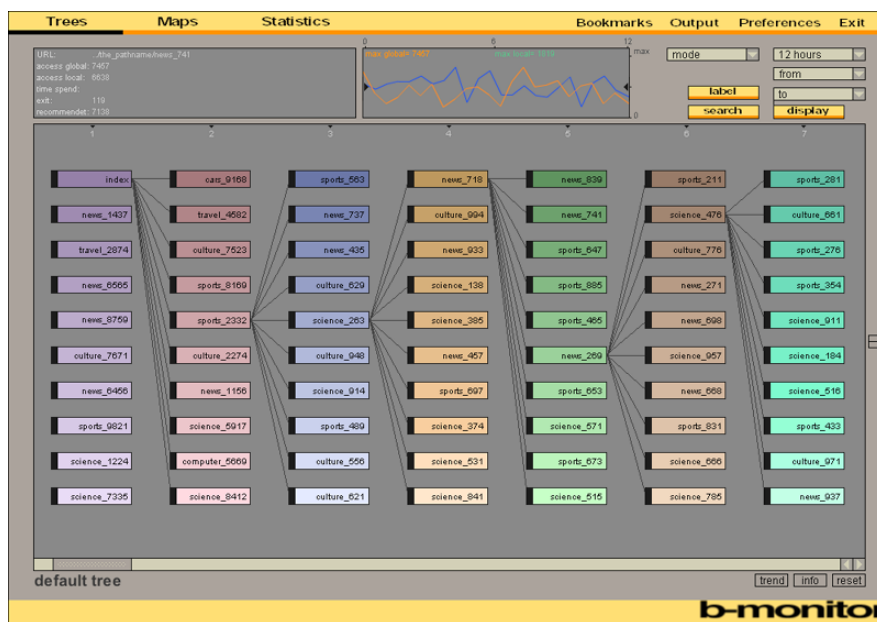 Trees Maps Statistics Bookmarks Output Preferences Exit
URL: ../the_pathname/news_741
access global: 7457
access local: 6638
time spend:
exit: 119
recommendet: 7138
0 6 12
max global= 7457 max local= 1819
max
0
mode 12 hours
from
label to
search display
1 2 3 4 5 6 7
index cars_9168 sports_563 news_718 news_839 sports_211 sports_281
news_1437 travel_4582 news_737 culture_994 news_741 science_476 culture_661
travel_2874 culture_7523 news_435 news_933 sports_647 culture_776 sports_276
news_6565 sports_8169 culture_629 science_138 sports_885 news_271 sports_354
news_8759 sports_2332 science_263 science_385 sports_465 news_698 science_911
culture_7671 culture_2274 culture_948 news_457 news_269 science_957 science_184
news_6456 news_1156 science_914 sports_697 sports_653 news_668 science_516
sports_9821 science_5917 sports_489 science_374 science_571 sports_831 sports_433
science_1224 computer_5669 culture_556 science_531 sports_673 science_666 culture_971
science_7335 science_8412 culture_621 science_841 science_515 science_785 news_937
default tree trend info reset
b-monitor